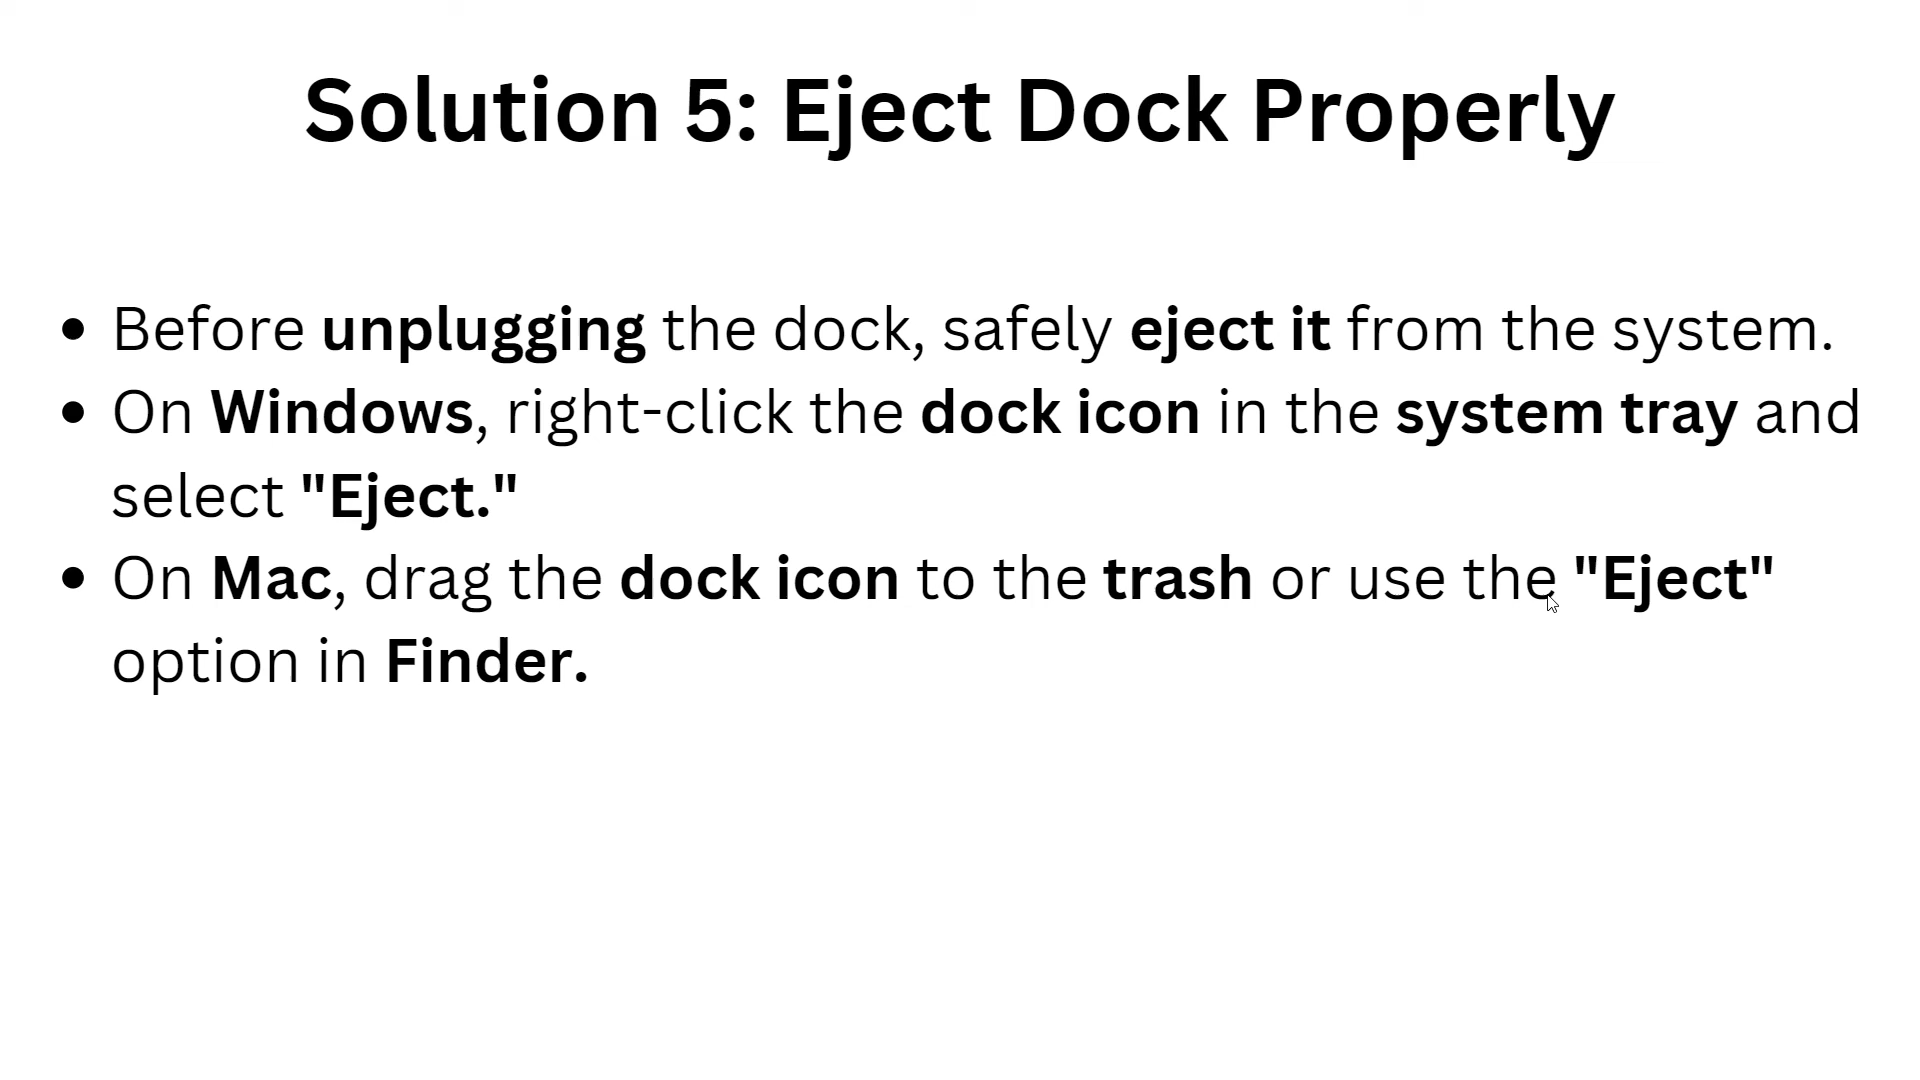 Solution 5: Eject Dock Properly
• Before unplugging the dock, safely eject it from the system.
• On Windows, right-click the dock icon in the system tray and
select "Eject."
• On Mac, drag the dock icon to the trash or use the "Eject"
option in Finder.